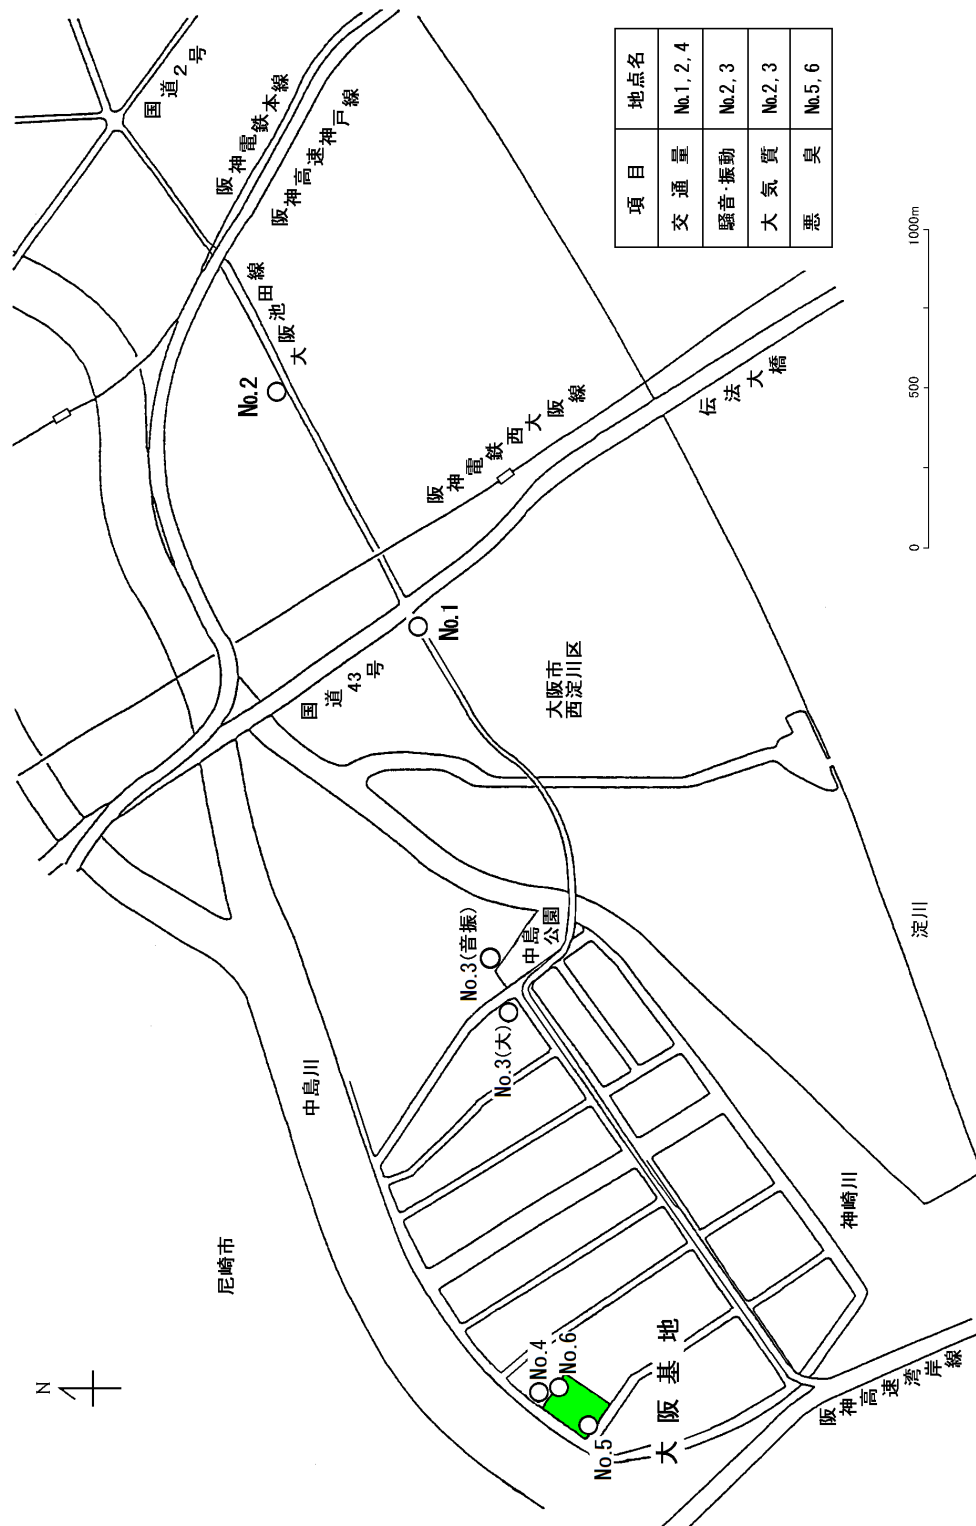 国道2号
阪神電鉄本線
阪神高速神戸線
大阪池田線
No.2
阪神電鉄西大阪線
伝法大橋
No.1
国道43号
大阪市
西淀川区
淀川
No.3(音振)
中島
公園
No.3(大)
中島川
神崎川
尼崎市
No.4
No.6
No.5
大阪基地
阪神高速湾岸線
N
項目 地点名
交通量 No.1,2,4
騒音・振動 No.2,3
大気質 No.2,3
悪臭 No.5,6
0 500 1000m